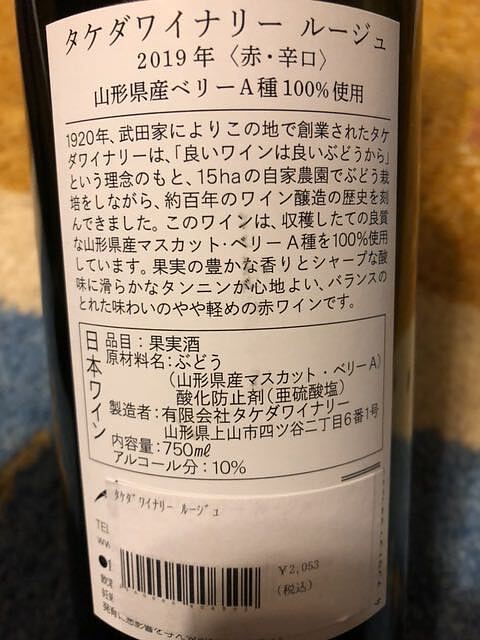 タケダワイナリー ルージュ
2019年〈赤・辛口〉
山形県産ベリーA種100%使用
1920年、武田家によりこの地で創業されたタケ
ダワイナリーは、「良いワインは良いぶどうから」
という理念のもと、15haの自家農園でぶどう栽
培をしながら、約百年のワイン醸造の歴史を刻
んできました。このワインは、収穫したての良質
な山形県産マスカット・ベリーA種を100%使用
しています。果実の豊かな香りとシャープな酸
味に滑らかなタンニンが心地よい、バランスの
とれた味わいのやや軽めの赤ワインです。
日本ワイン
品目：果実酒
原材料名：ぶどう
（山形県産マスカット・ベリーA）
酸化防止剤（亜硫酸塩）
製造者：有限会社タケダワイナリー
山形県上山市四ツ谷二丁目6番1号
内容量：750ml
アルコール分：10%
ﾀｹﾀﾞﾜｲﾅﾘｰ ﾙｰｼﾞｭ
TEL
¥2,053
(税込)